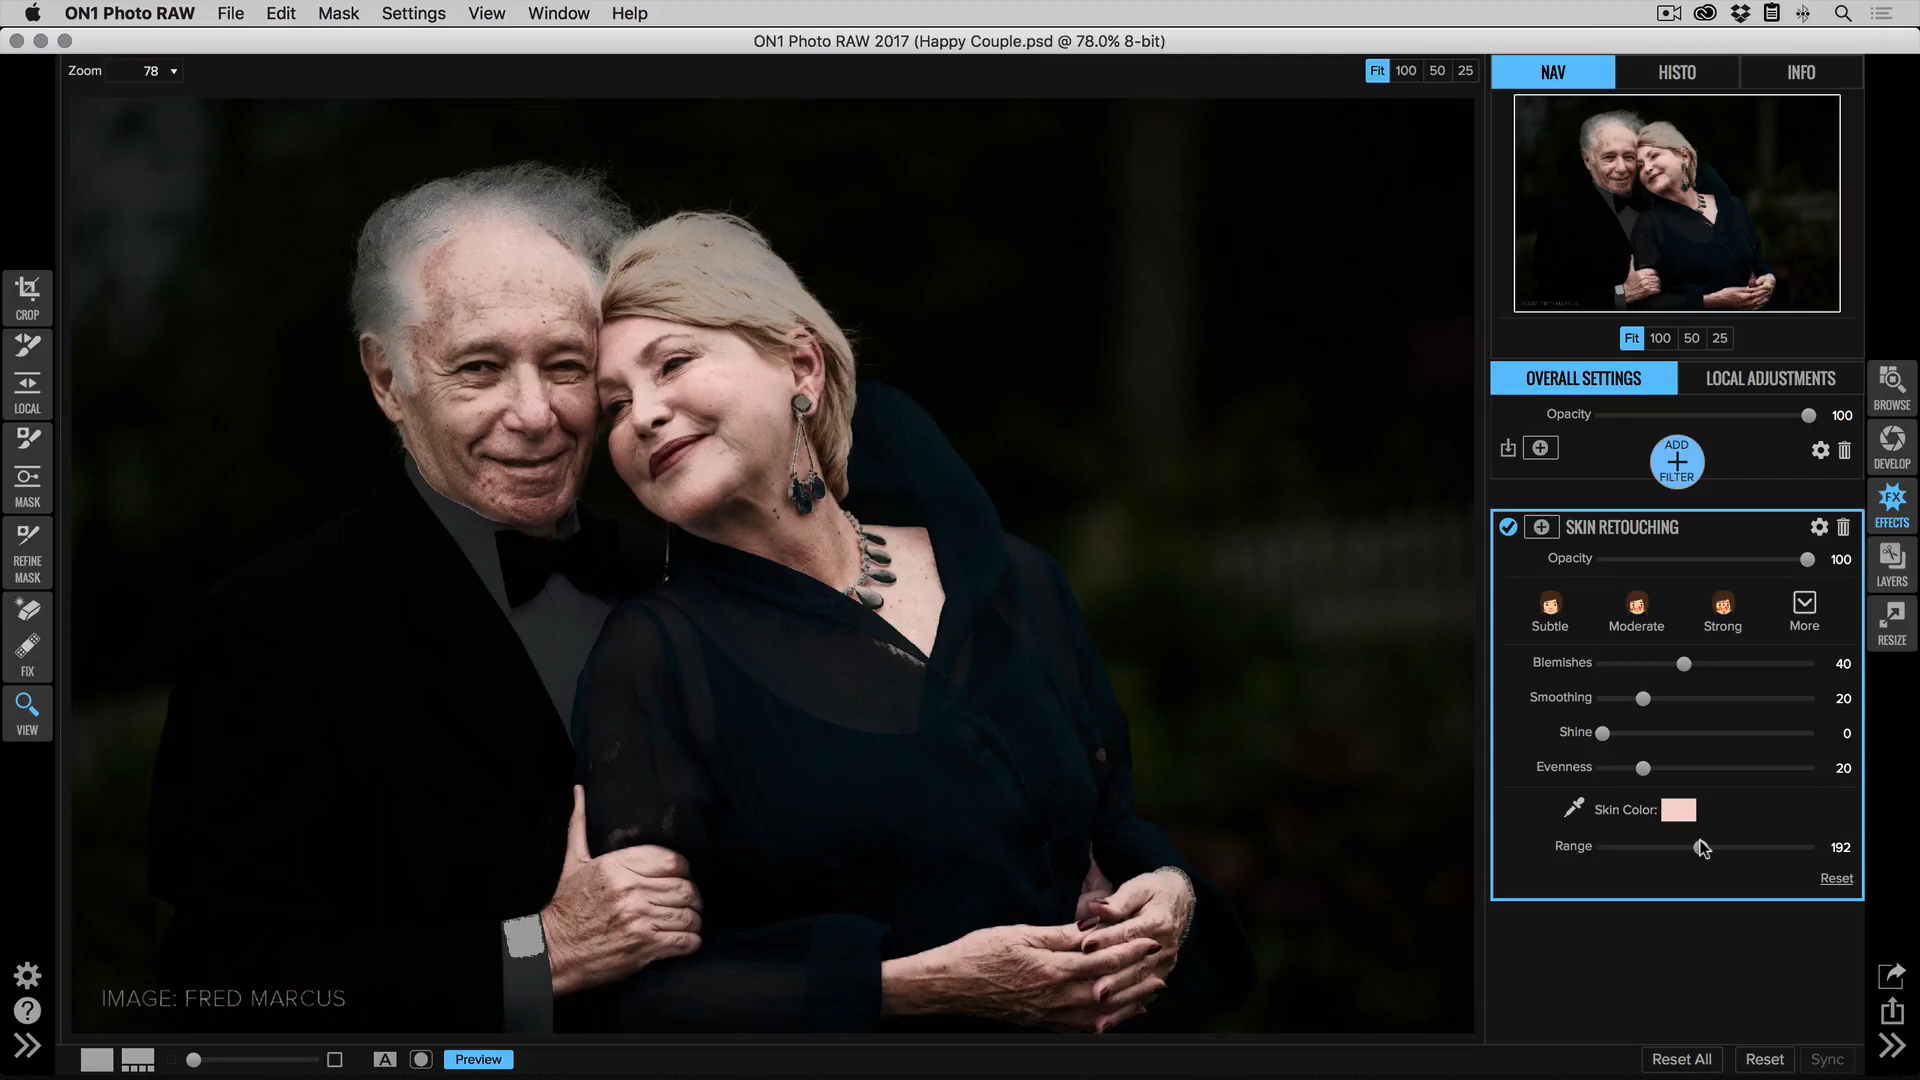 ON1 Photo RAW File Edit Mask Settings View Window Help
ON1 Photo RAW 2017 (Happy Couple.psd @ 78.0% 8-bit)
Zoom 78 Fit 100 50 25
NAV HISTO INFO
Fit 100 50 25
OVERALL SETTINGS LOCAL ADJUSTMENTS
Opacity 100
ADD
FILTER
SKIN RETOUCHING
Opacity 100
Subtle Moderate Strong More
Blemishes 40
Smoothing 20
Shine 0
Evenness 20
Skin Color:
Range 192
Reset
CROP
LOCAL
MASK
REFINE
MASK
FIX
VIEW
BROWSE
DEVELOP
FX
EFFECTS
LAYERS
RESIZE
IMAGE: FRED MARCUS
A Preview
Reset All Reset Sync